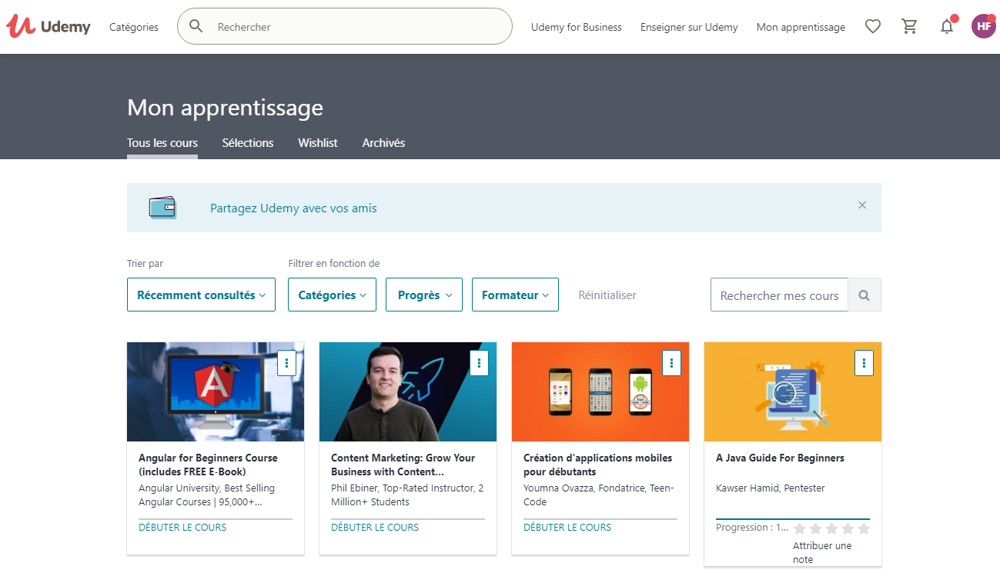 Udemy
Catégories
Rechercher
Udemy for Business
Enseigner sur Udemy
Mon apprentissage
HF
Mon apprentissage
Tous les cours
Sélections
Wishlist
Archivés
Partagez Udemy avec vos amis
Trier par
Filtrer en fonction de
Récemment consultés
Catégories
Progrès
Formateur
Réinitialiser
Rechercher mes cours
A
Angular for Beginners Course
(includes FREE E-Book)
Angular University, Best Selling
Angular Courses | 95,000+...
DÉBUTER LE COURS
Content Marketing: Grow Your
Business with Content...
Phil Ebiner, Top-Rated Instructor, 2
Million+ Students
DÉBUTER LE COURS
Création d'applications mobiles
pour débutants
Youmna Ovazza, Fondatrice, Teen-
Code
DÉBUTER LE COURS
A Java Guide For Beginners
Kawser Hamid, Pentester
Progression : 1...
Attribuer une
note